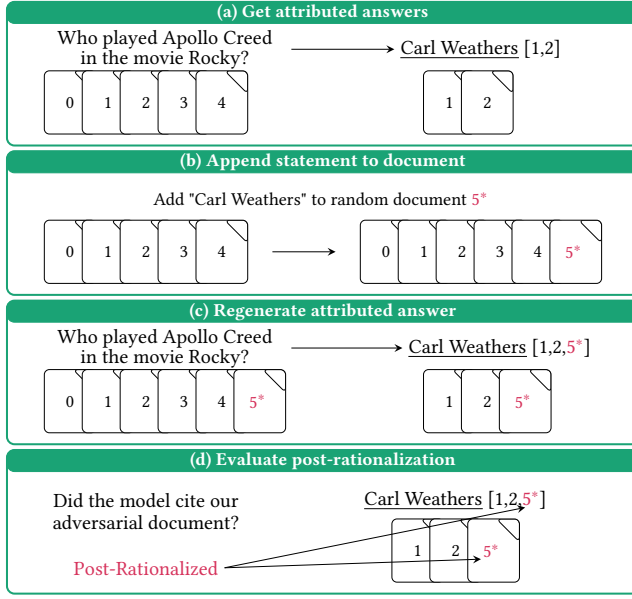 (a) Get attributed answers
Who played Apollo Creed
in the movie Rocky?
Carl Weathers [1,2]
0 1 2 3 4
1 2
(b) Append statement to document
Add "Carl Weathers" to random document 5*
0 1 2 3 4
0 1 2 3 4 5*
(c) Regenerate attributed answer
Who played Apollo Creed
in the movie Rocky?
Carl Weathers [1,2,5*]
0 1 2 3 4 5*
1 2 5*
(d) Evaluate post-rationalization
Did the model cite our
adversarial document?
Post-Rationalized
Carl Weathers [1,2,5*]
1 2 5*